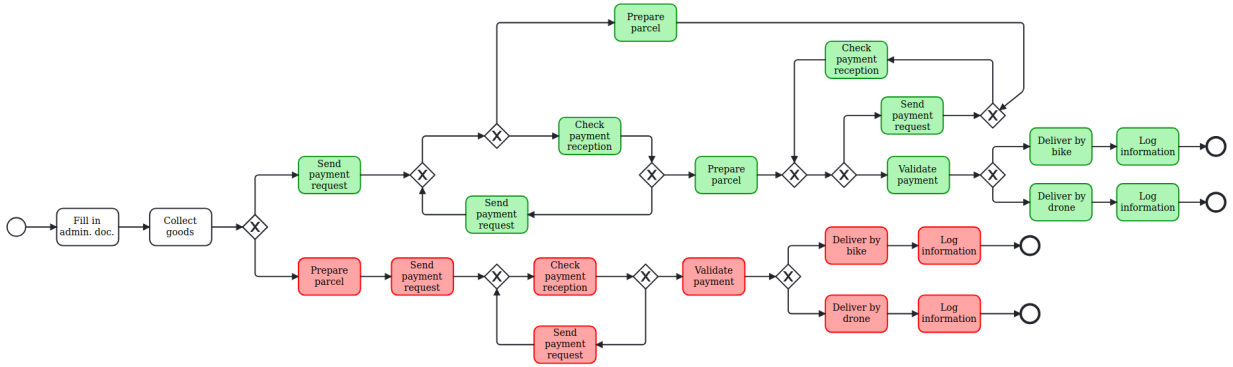 Prepare
parcel
Check
payment
reception
Send
payment
request
Check
payment
reception
Deliver by
bike
Log
information
Send
payment
request
Prepare
parcel
Validate
payment
Deliver by
drone
Log
information
Send
payment
request
Fill in
admin. doc.
Collect
goods
Deliver by
bike
Log
information
Prepare
parcel
Send
payment
request
Check
payment
reception
Validate
payment
Deliver by
drone
Log
information
Send
payment
request